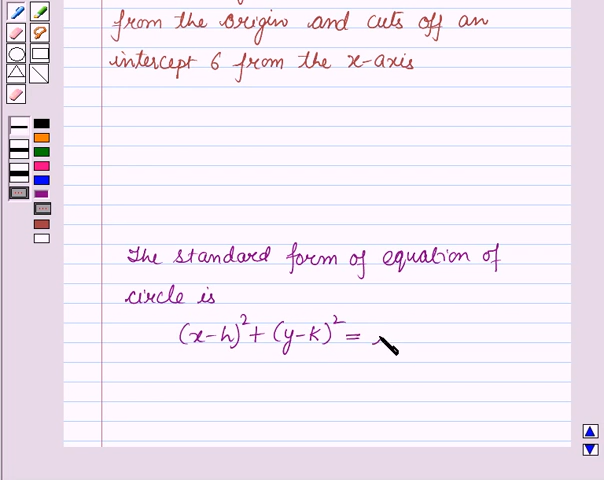 from the origin and cuts off an
intercept 6 from the x-axis
The standard form of equation of
circle is
(x-h)²+(y-k)²=